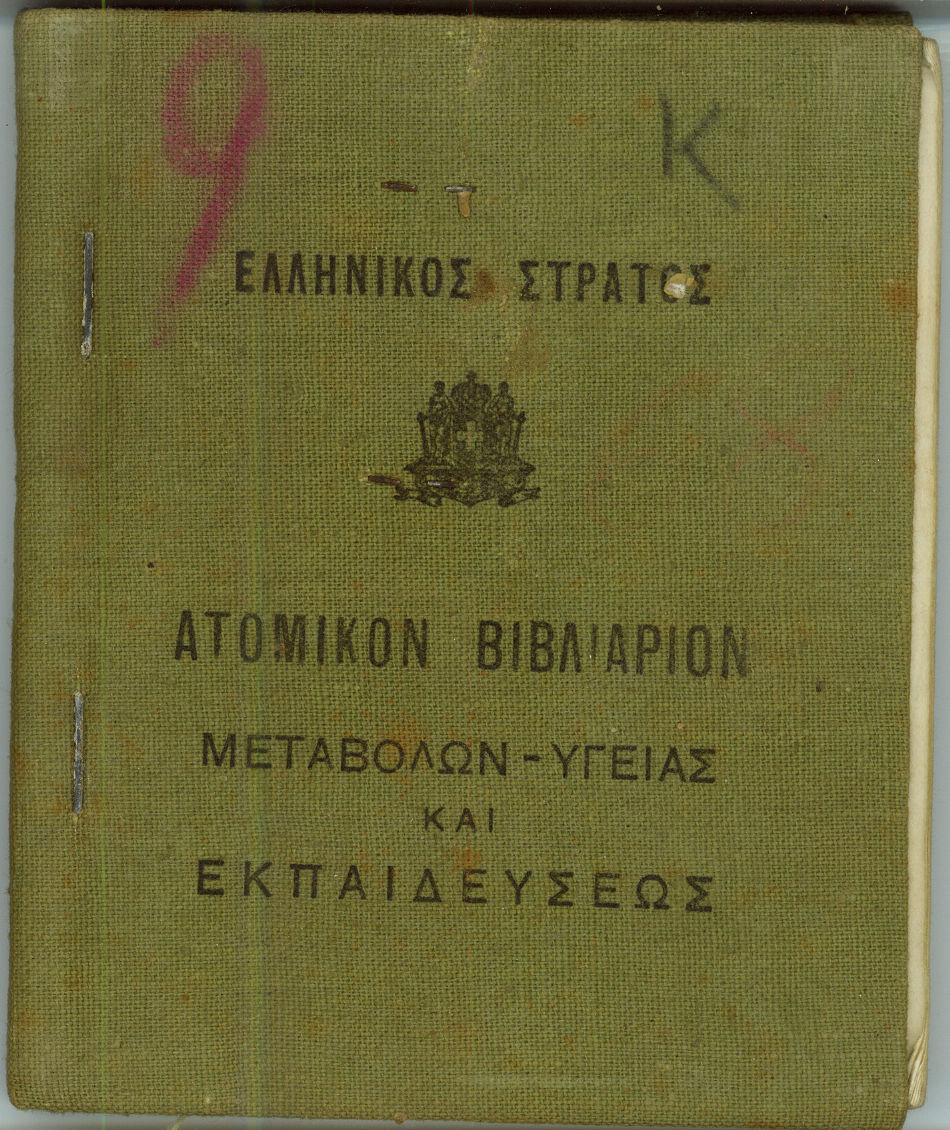 9 K
ΕΛΛΗΝΙΚΟΣ ΣΤΡΑΤΟΣ
ΑΤΟΜΙΚΟΝ ΒΙΒΛΙΑΡΙΟΝ
ΜΕΤΑΒΟΛΩΝ-ΥΓΕΙΑΣ
ΚΑΙ
ΕΚΠΑΙΔΕΥΣΕΩΣ